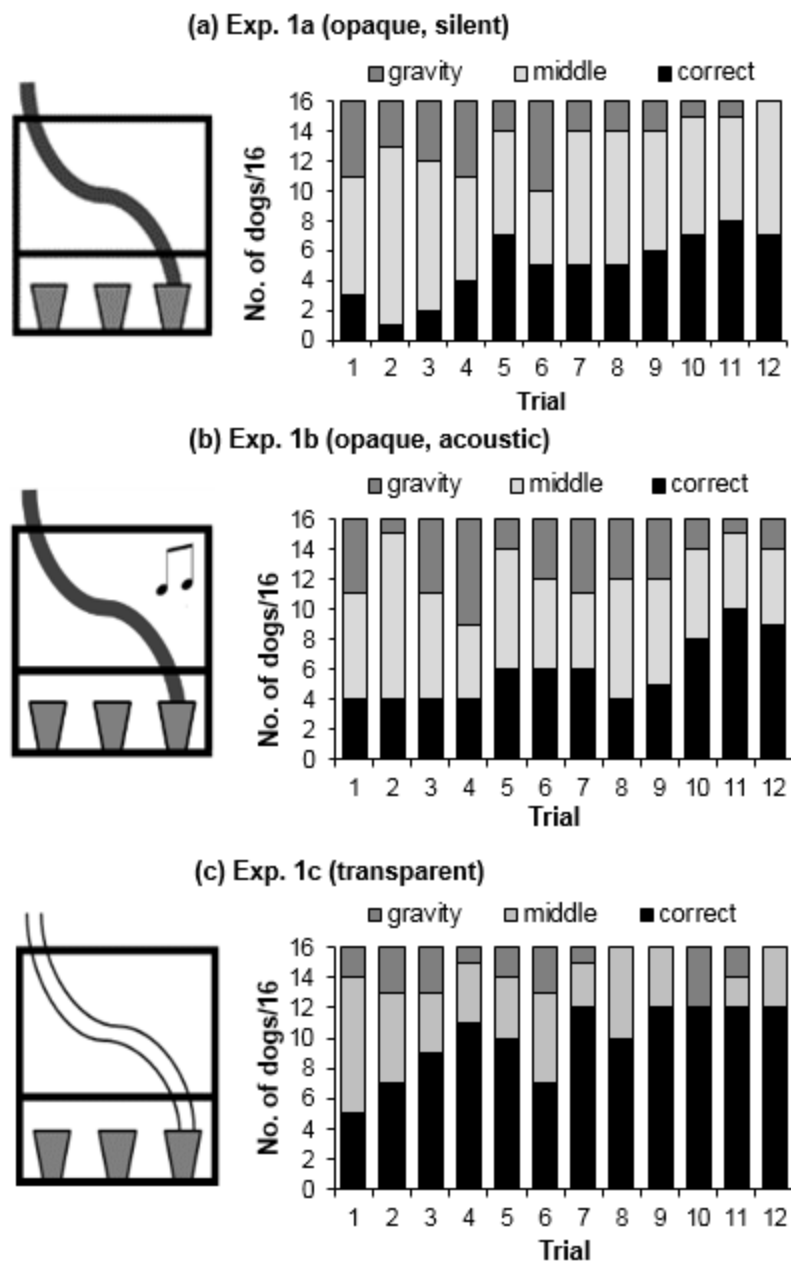 (a) Exp. 1a (opaque, silent)
gravity middle correct
No. of dogs/16
16
14
12
10
8
6
4
2
0
1 2 3 4 5 6 7 8 9 10 11 12
Trial
(b) Exp. 1b (opaque, acoustic)
gravity middle correct
No. of dogs/16
16
14
12
10
8
6
4
2
0
1 2 3 4 5 6 7 8 9 10 11 12
Trial
(c) Exp. 1c (transparent)
gravity middle correct
No. of dogs/16
16
14
12
10
8
6
4
2
0
1 2 3 4 5 6 7 8 9 10 11 12
Trial